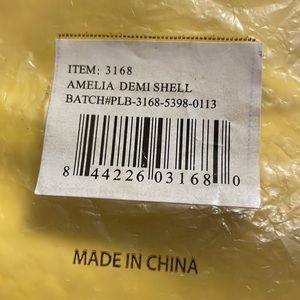 ITEM: 3168
AMELIA DEMI SHELL
BATCH#PLB-3168-5398-0113
8 44226 03168 0
MADE IN CHINA